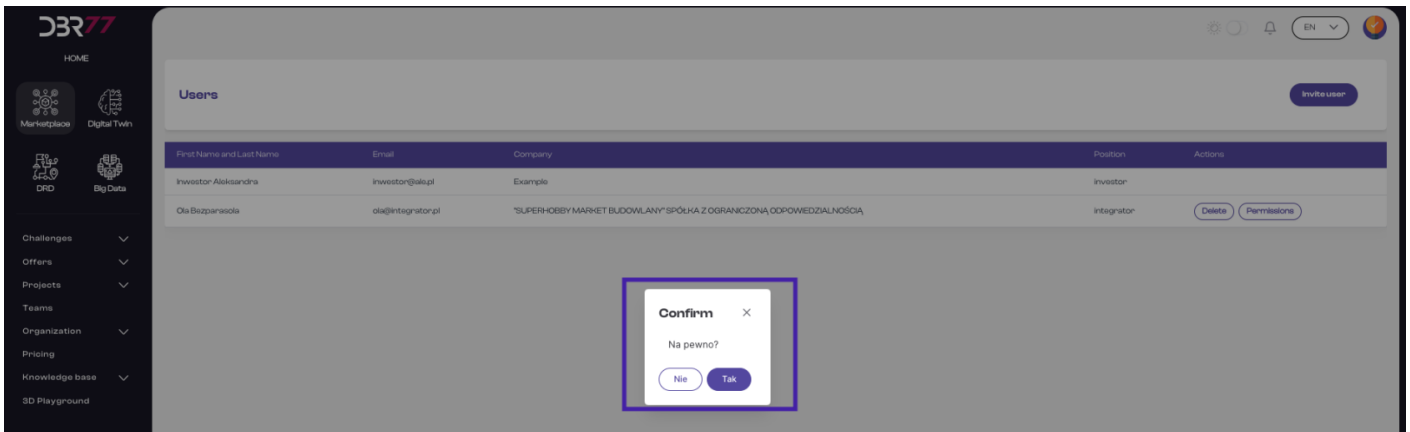 DBR77
HOME
EN
Marketplace
Digital Twin
DRD
Big Data
Challenges
Offers
Projects
Teams
Organization
Pricing
Knowledge base
3D Playground
Users
Invite user
First Name and Last Name Email Company Position Actions
Inwestor Aleksandra inwestor@ala.pl Example investor
Ola Bezparasola ola@integrator.pl "SUPERHOBBY MARKET BUDOWLANY" SPÓŁKA Z OGRANICZONĄ ODPOWIEDZIALNOŚCIĄ integrator Delete Permissions
Confirm
Na pewno?
Nie Tak